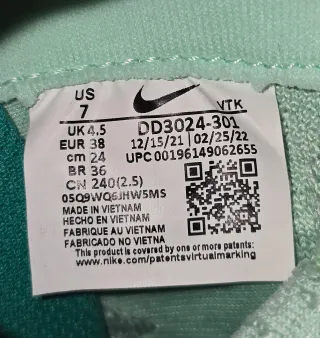 US
7
VTK
UK 4.5
DD3024-301
EUR 38
12/15/21 | 02/25/22
cm 24
UPC 00196149062655
BR 36
CN 240(2.5)
05Q9WQ6JHW5MS
MADE IN VIETNAM
HECHO EN VIETNAM
FABRIQUE AU VIETNAM
FABRICADO NO VIETNA
This product is covered by one or more patents.
www.nike.com/patentsvirtualmarking